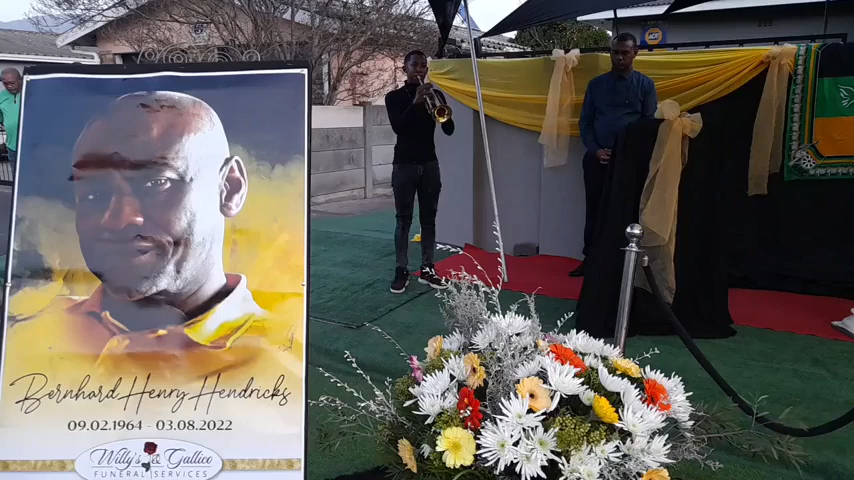 Bernhard Henry Hendricks
09.02.1964 - 03.08.2022
Willy's & Gallico
FUNERAL SERVICES